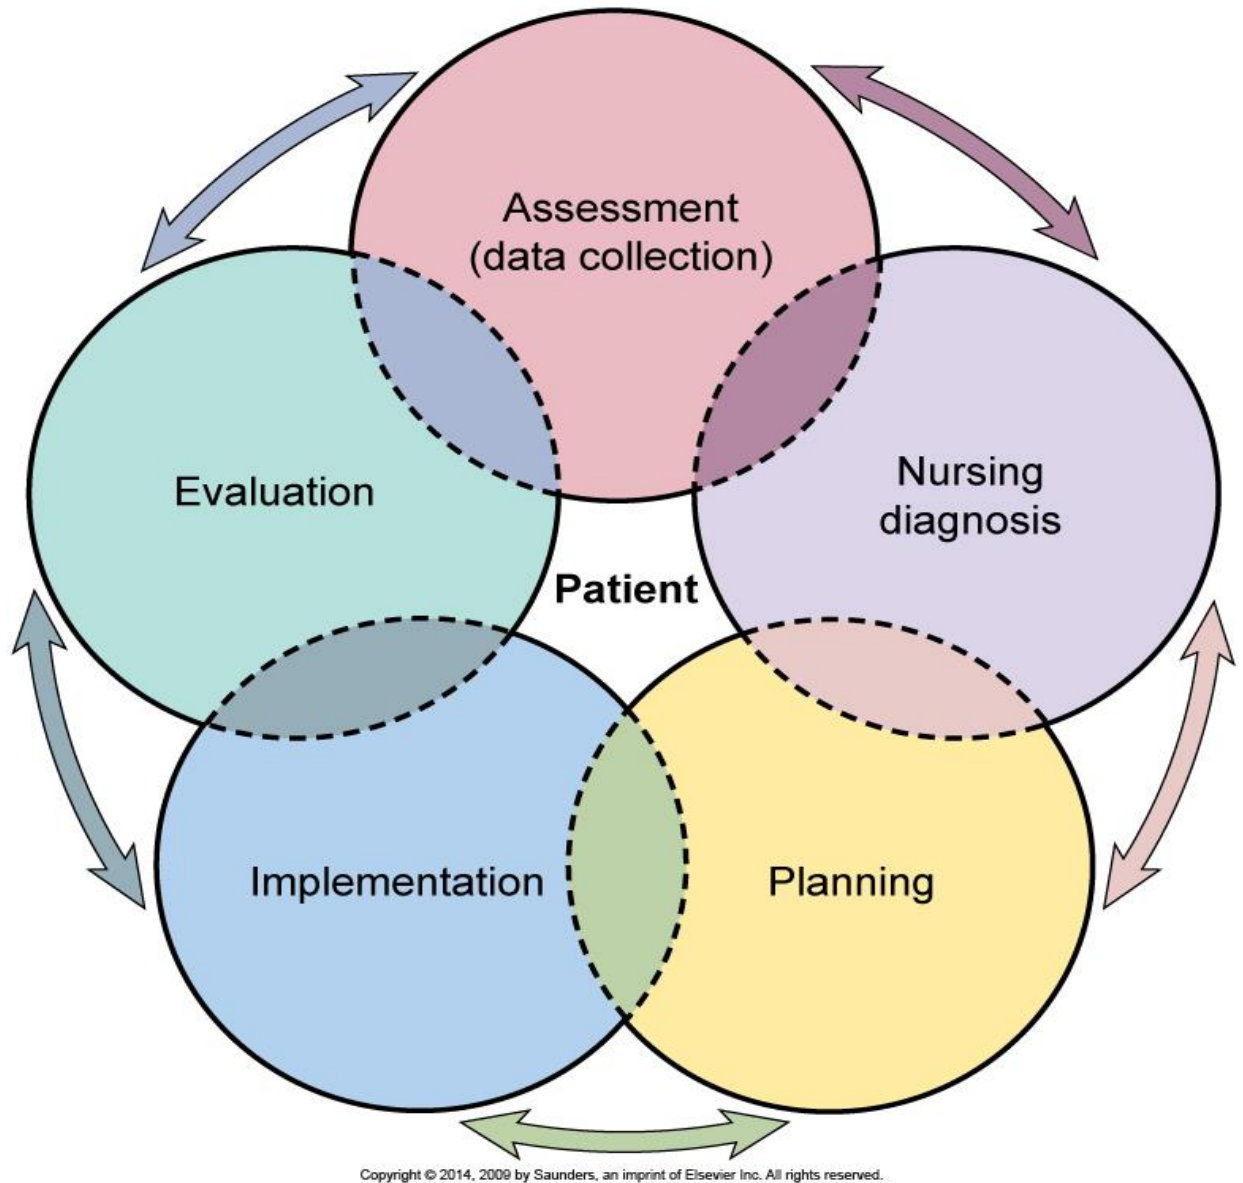 Assessment
(data collection)
Nursing
diagnosis
Evaluation
Patient
Implementation
Planning
Copyright © 2014, 2009 by Saunders, an imprint of Elsevier Inc. All rights reserved.